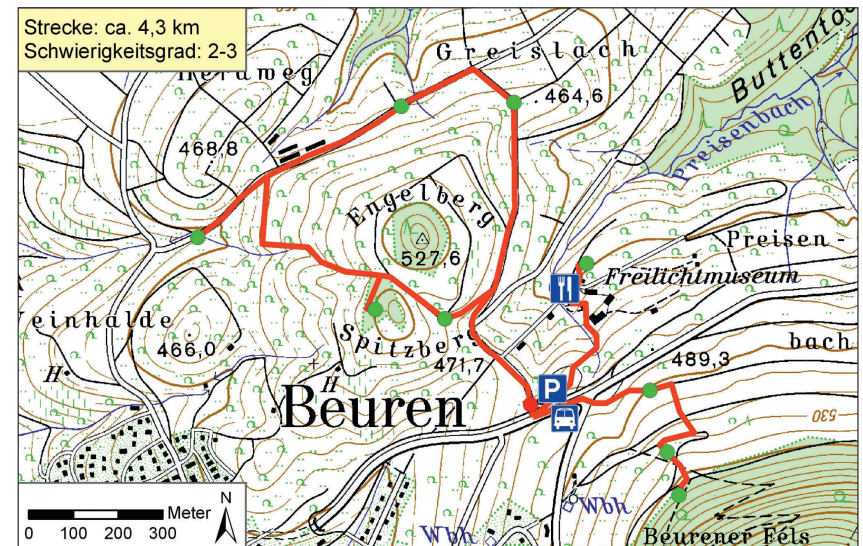 Strecke: ca. 4,3 km
Schwierigkeitsgrad: 2-3
Greislach
464,6
468,8
Preisenbach
Engelberg
527,6
Preisen-
Freilichtmuseum
einhalde
466,0
Spitzberg
471,7
bach
489,3
H
H
P
Beuren
530
N
0 100 200 300 Meter
Wbh
Wbh
Beurener Fels